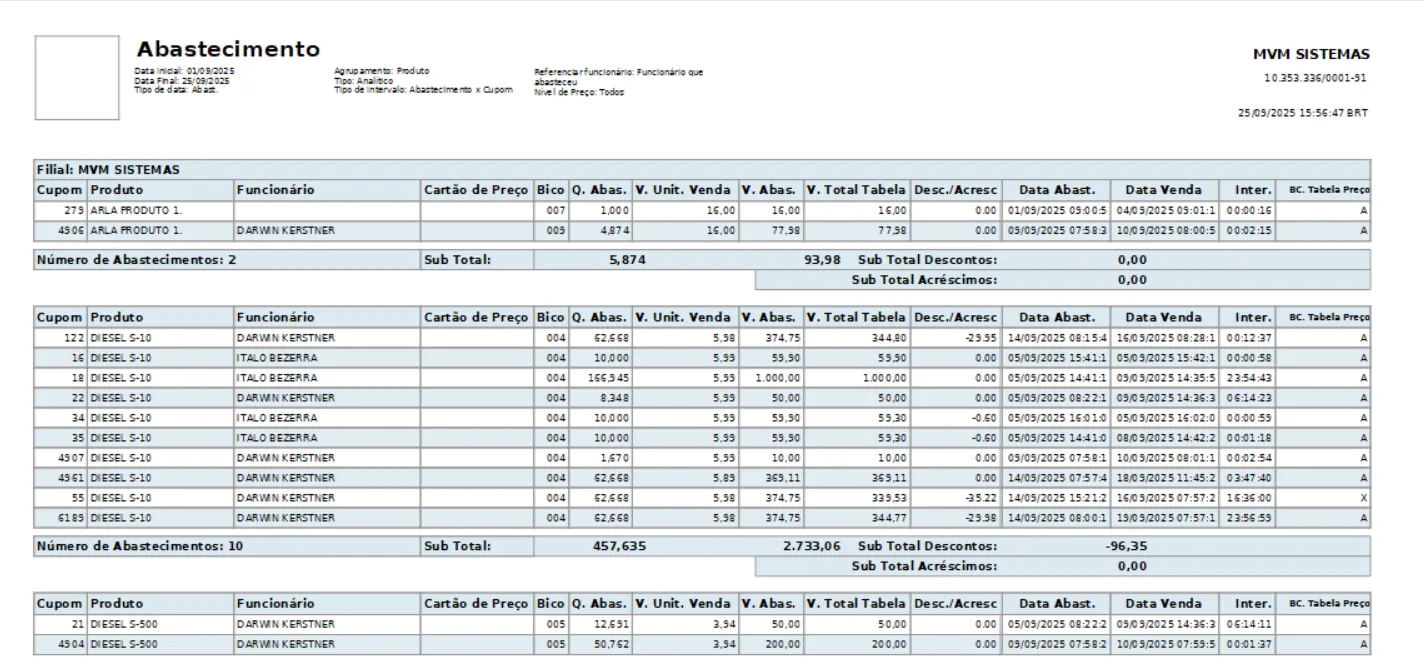 Abastecimento
MVM SISTEMAS
Data Inicial: 01/09/2025 Agrupamento: Produto Referenciar funcionário: Funcionário que
Data Final: 25/09/2025 Tipo: Analítico abasteceu
Tipo de data: Abast. Tipo de Intervalo: Abastecimento x Cupom Nível de Preço: Todos
10.353.336/0001-91
25/09/2025 15:56:47 BRT
Filial: MVM SISTEMAS
Cupom Produto Funcionário Cartão de Preço Bico Q. Abas. V. Unit. Venda V. Abas. V. Total Tabela Desc./Acresc Data Abast. Data Venda Inter. BC. Tabela Preço
279 ARLA PRODUTO 1. 007 1,000 16,00 16,00 16,00 0.00 01/09/2025 09:00:5 04/09/2025 09:01:1 00:00:16 A
4906 ARLA PRODUTO 1. DARWIN KERSTNER 009 4,874 16,00 77,98 77,98 0.00 09/09/2025 07:58:3 10/09/2025 08:00:5 00:02:15 A
Número de Abastecimentos: 2 Sub Total: 5,874 93,98 Sub Total Descontos: 0,00
Sub Total Acréscimos: 0,00
Cupom Produto Funcionário Cartão de Preço Bico Q. Abas. V. Unit. Venda V. Abas. V. Total Tabela Desc./Acresc Data Abast. Data Venda Inter. BC. Tabela Preço
122 DIESEL S-10 DARWIN KERSTNER 004 62,668 5,98 374,75 344,80 -29.95 14/09/2025 08:15:4 16/09/2025 08:28:1 00:12:37 A
16 DIESEL S-10 ITALO BEZERRA 004 10,000 5,99 59,90 59,90 0.00 05/09/2025 15:41:1 05/09/2025 15:42:1 00:00:58 A
18 DIESEL S-10 ITALO BEZERRA 004 166,945 5,99 1.000,00 1.000,00 0.00 05/09/2025 14:41:1 09/09/2025 14:35:5 23:54:43 A
22 DIESEL S-10 DARWIN KERSTNER 004 8,348 5,99 50,00 50,00 0.00 05/09/2025 08:22:1 09/09/2025 14:36:3 06:14:23 A
34 DIESEL S-10 ITALO BEZERRA 004 10,000 5,99 59,90 59,30 -0.60 05/09/2025 16:01:0 05/09/2025 16:02:0 00:00:59 A
35 DIESEL S-10 ITALO BEZERRA 004 10,000 5,99 59,90 59,30 -0.60 05/09/2025 14:41:0 08/09/2025 14:42:2 00:01:18 A
4907 DIESEL S-10 DARWIN KERSTNER 004 1,670 5,99 10,00 10,00 0.00 09/09/2025 07:58:1 10/09/2025 08:01:1 00:02:54 A
4961 DIESEL S-10 DARWIN KERSTNER 004 62,668 5,89 369,11 369,11 0.00 14/09/2025 07:57:4 18/09/2025 11:45:2 03:47:40 A
55 DIESEL S-10 DARWIN KERSTNER 004 62,668 5,98 374,75 339,53 -35.22 14/09/2025 15:21:2 16/09/2025 07:57:2 16:36:00 X
6189 DIESEL S-10 DARWIN KERSTNER 004 62,668 5,98 374,75 344,77 -29.98 14/09/2025 08:00:1 19/09/2025 07:57:1 23:56:59 A
Número de Abastecimentos: 10 Sub Total: 457,635 2.733,06 Sub Total Descontos: -96,35
Sub Total Acréscimos: 0,00
Cupom Produto Funcionário Cartão de Preço Bico Q. Abas. V. Unit. Venda V. Abas. V. Total Tabela Desc./Acresc Data Abast. Data Venda Inter. BC. Tabela Preço
21 DIESEL S-500 DARWIN KERSTNER 005 12,691 3,94 50,00 50,00 0.00 05/09/2025 08:22:2 09/09/2025 14:36:3 06:14:11 A
4904 DIESEL S-500 DARWIN KERSTNER 005 50,762 3,94 200,00 200,00 0.00 09/09/2025 07:58:2 10/09/2025 07:59:5 00:01:37 A